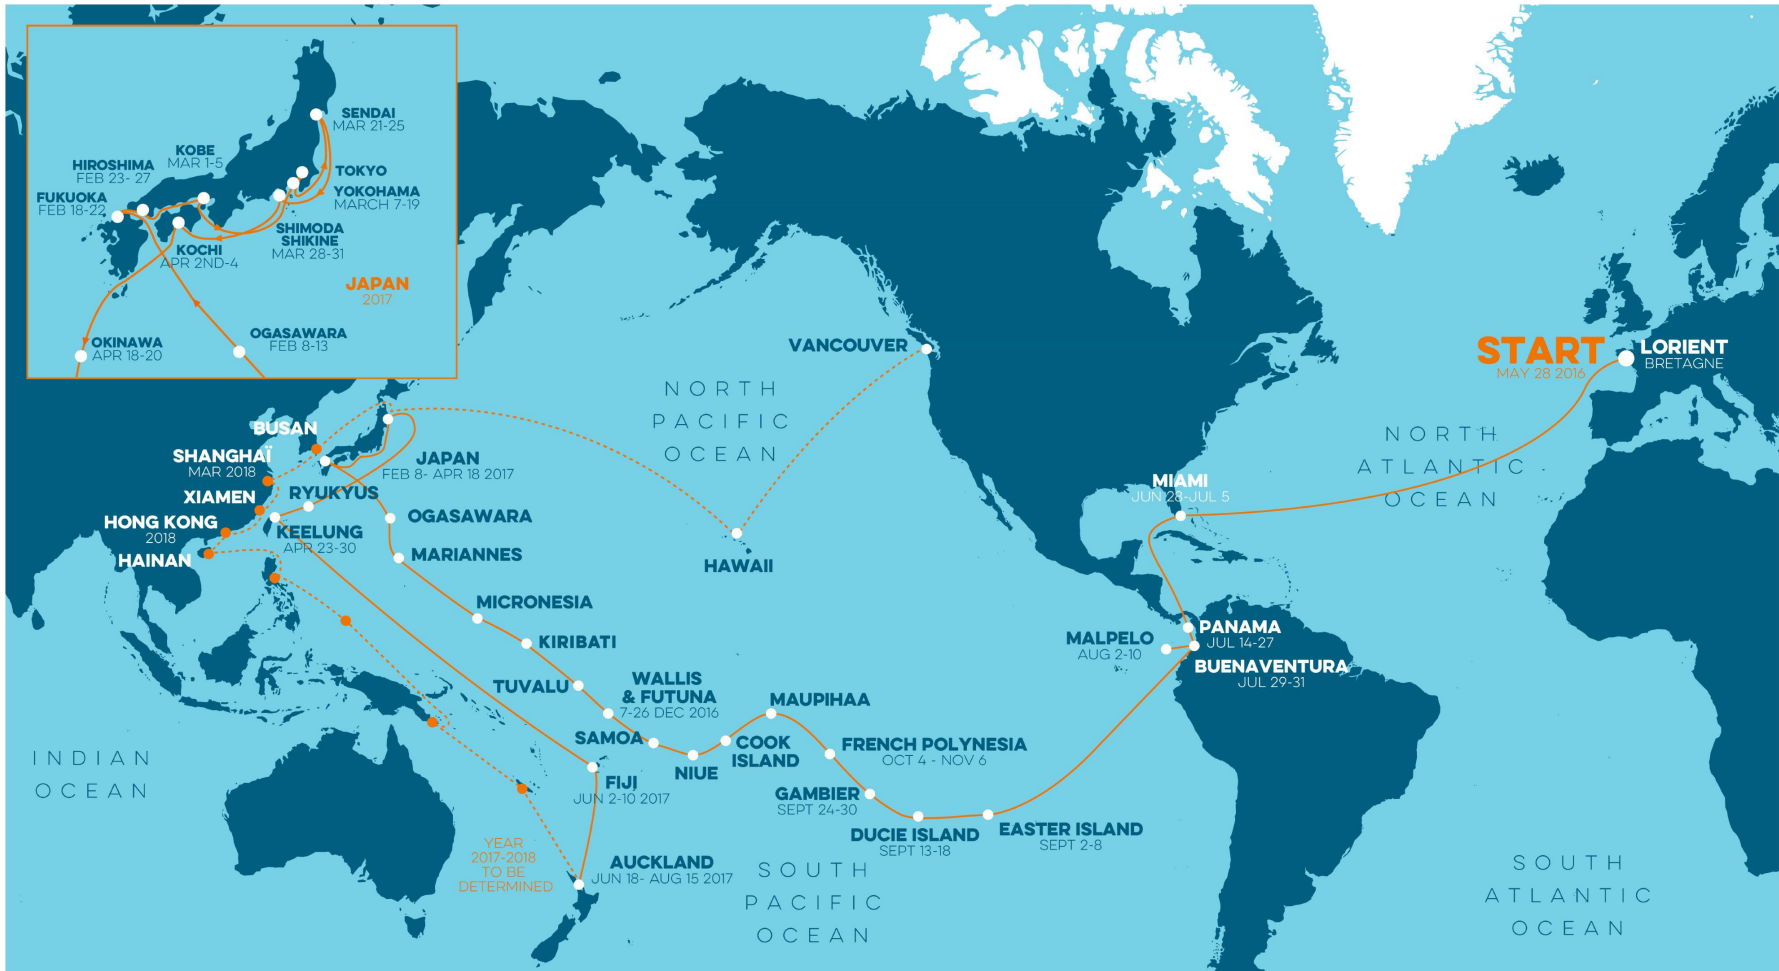 SENDAI
MAR 21-25
KOBE
MAR 1-5
HIROSHIMA
FEB 23- 27
TOKYO
FUKUOKA
FEB 18-22
YOKOHAMA
MARCH 7-19
SHIMODA
SHIKINE
MAR 28-31
KOCHI
APR 2ND-4
JAPAN
2017
OGASAWARA
FEB 8-13
OKINAWA
APR 18-20
VANCOUVER
START
MAY 28 2016
LORIENT
BRETAGNE
NORTH
PACIFIC
OCEAN
NORTH
ATLANTIC
OCEAN
BUSAN
SHANGHAÏ
MAR 2018
JAPAN
FEB 8- APR 18 2017
XIAMEN
RYUKYUS
HONG KONG
2018
KEELUNG
APR 23-30
HAINAN
OGASAWARA
MARIANNES
HAWAII
MIAMI
JUN 28-JUL 5
MICRONESIA
KIRIBATI
TUVALU
WALLIS
& FUTUNA
7-26 DEC 2016
MALPELO
AUG 2-10
PANAMA
JUL 14-27
BUENAVENTURA
JUL 29-31
MAUPIHAA
SAMOA
NIUE
COOK
ISLAND
FRENCH POLYNESIA
OCT 4 - NOV 6
INDIAN
OCEAN
FIJI
JUN 2-10 2017
GAMBIER
SEPT 24-30
DUCIE ISLAND
SEPT 13-18
EASTER ISLAND
SEPT 2-8
YEAR
2017-2018
TO BE
DETERMINED
AUCKLAND
JUN 18- AUG 15 2017
SOUTH
PACIFIC
OCEAN
SOUTH
ATLANTIC
OCEAN